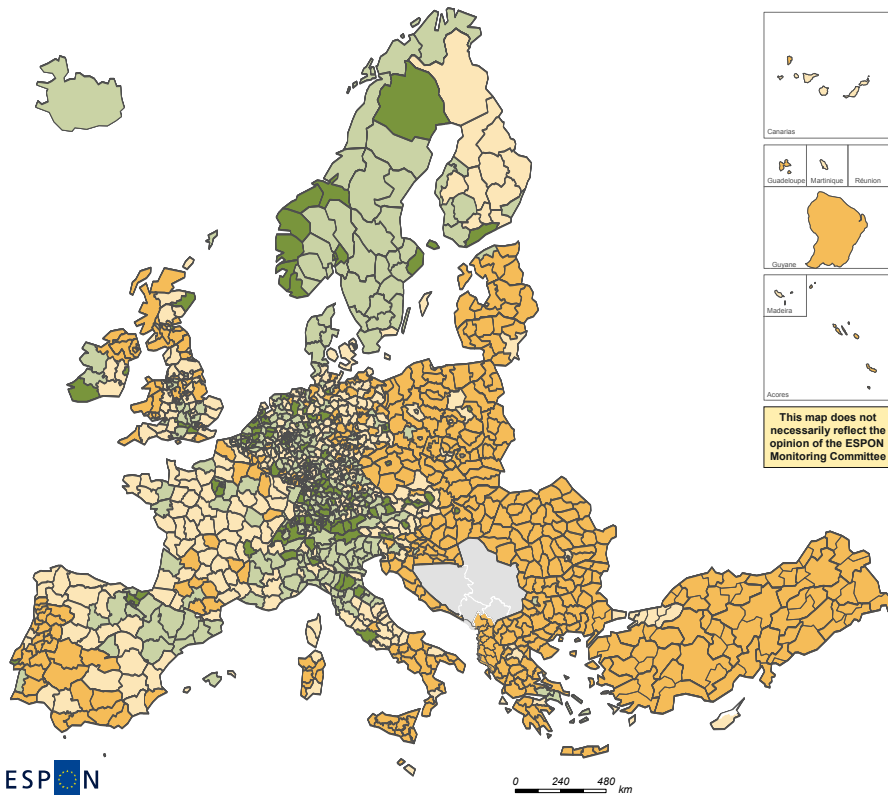 Canarias
Guadeloupe
Martinique
Réunion
Guyane
Madeira
Acores
This map does not
necessarily reflect the
opinion of the ESPON
Monitoring Committee
ESPON
0 240 480
km